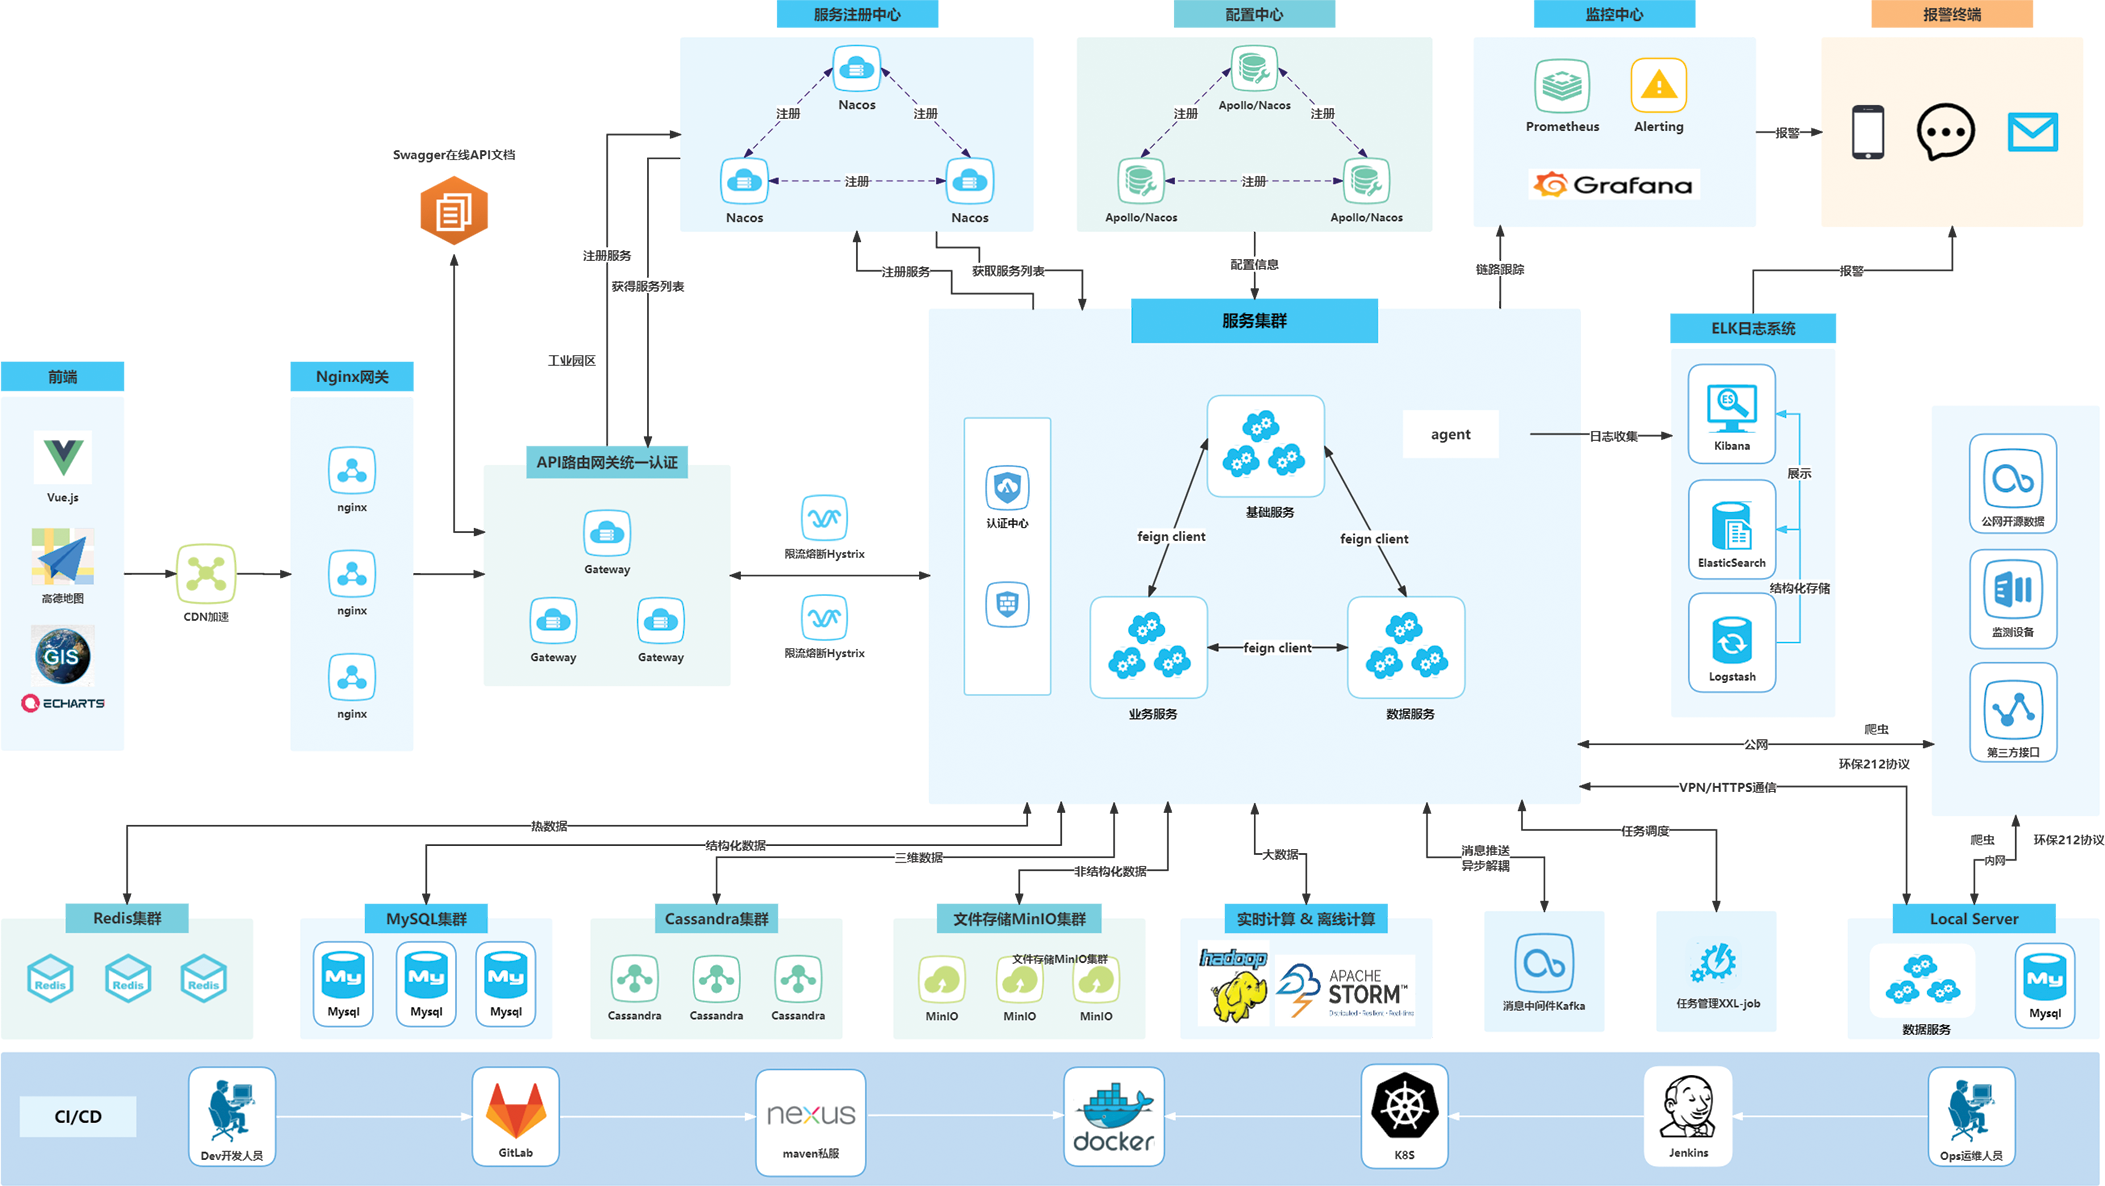 服务注册中心
配置中心
监控中心
报警终端
Nacos
注册
注册
Nacos
注册
Nacos
Apollo/Nacos
注册
注册
Apollo/Nacos
注册
Apollo/Nacos
Prometheus
Alerting
Grafana
报警
Swagger在线API文档
注册服务
获得服务列表
注册服务
获取服务列表
配置信息
链路跟踪
报警
工业园区
前端
Vue.js
高德地图
GIS
ECHARTS
CDN加速
Nginx网关
nginx
nginx
nginx
API路由网关统一认证
Gateway
Gateway
Gateway
限流熔断Hystrix
限流熔断Hystrix
服务集群
认证中心
基础服务
feign client
feign client
feign client
业务服务
数据服务
agent
日志收集
ELK日志系统
ES
Kibana
展示
ElasticSearch
结构化存储
Logstash
公网开源数据
监测设备
第三方接口
爬虫
公网
环保212协议
VPN/HTTPS通信
爬虫
环保212协议
内网
热数据
结构化数据
三维数据
非结构化数据
大数据
消息推送
异步解耦
任务调度
Redis集群
Redis
Redis
Redis
MySQL集群
My
Mysql
My
Mysql
My
Mysql
Cassandra集群
Cassandra
Cassandra
Cassandra
文件存储MinIO集群
文件存储MinIO集群
MinIO
MinIO
MinIO
实时计算 & 离线计算
hadoop
APACHE
STORM™
Distributed • Resilient • Real-time
消息中间件Kafka
任务管理XXL-job
Local Server
数据服务
My
Mysql
CI/CD
Dev开发人员
GitLab
nexus
maven私服
docker
K8S
Jenkins
Ops运维人员